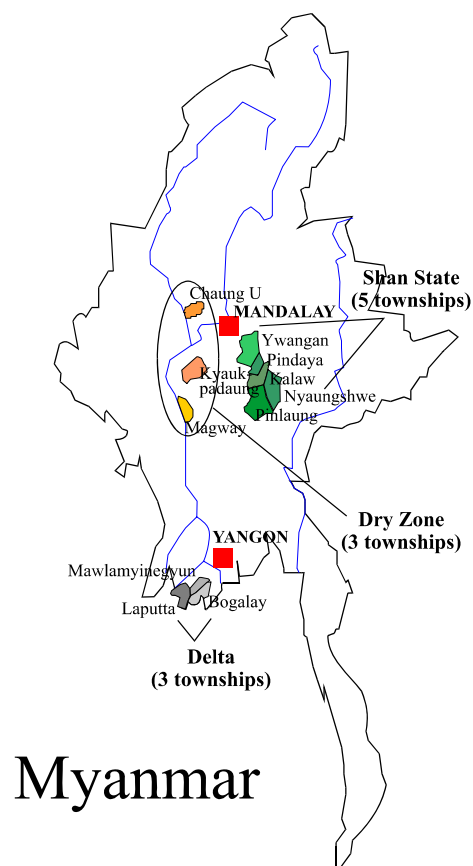 Shan State
(5 townships)
Chaung U
MANDALAY
Ywangan
Pindaya
Kyauk-
padaung
Kalaw
Nyaungshwe
Pinlaung
Magway
Dry Zone
(3 townships)
YANGON
Mawlamyinegyun
Laputta
Bogalay
Delta
(3 townships)
Myanmar